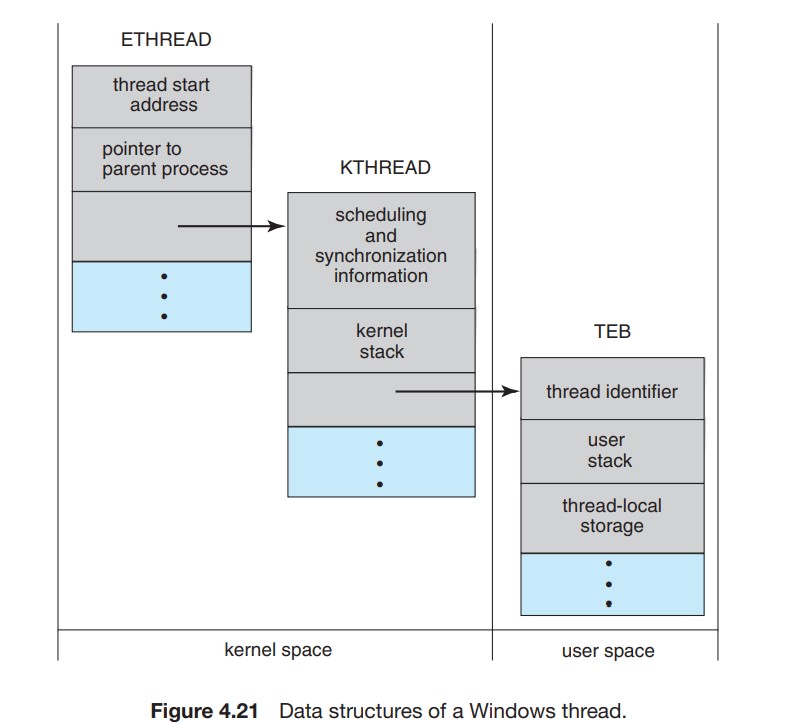 ETHREAD
thread start
address
pointer to
parent process
KTHREAD
scheduling
and
synchronization
information
kernel
stack
TEB
thread identifier
user
stack
thread-local
storage
kernel space
user space
Figure 4.21 Data structures of a Windows thread.